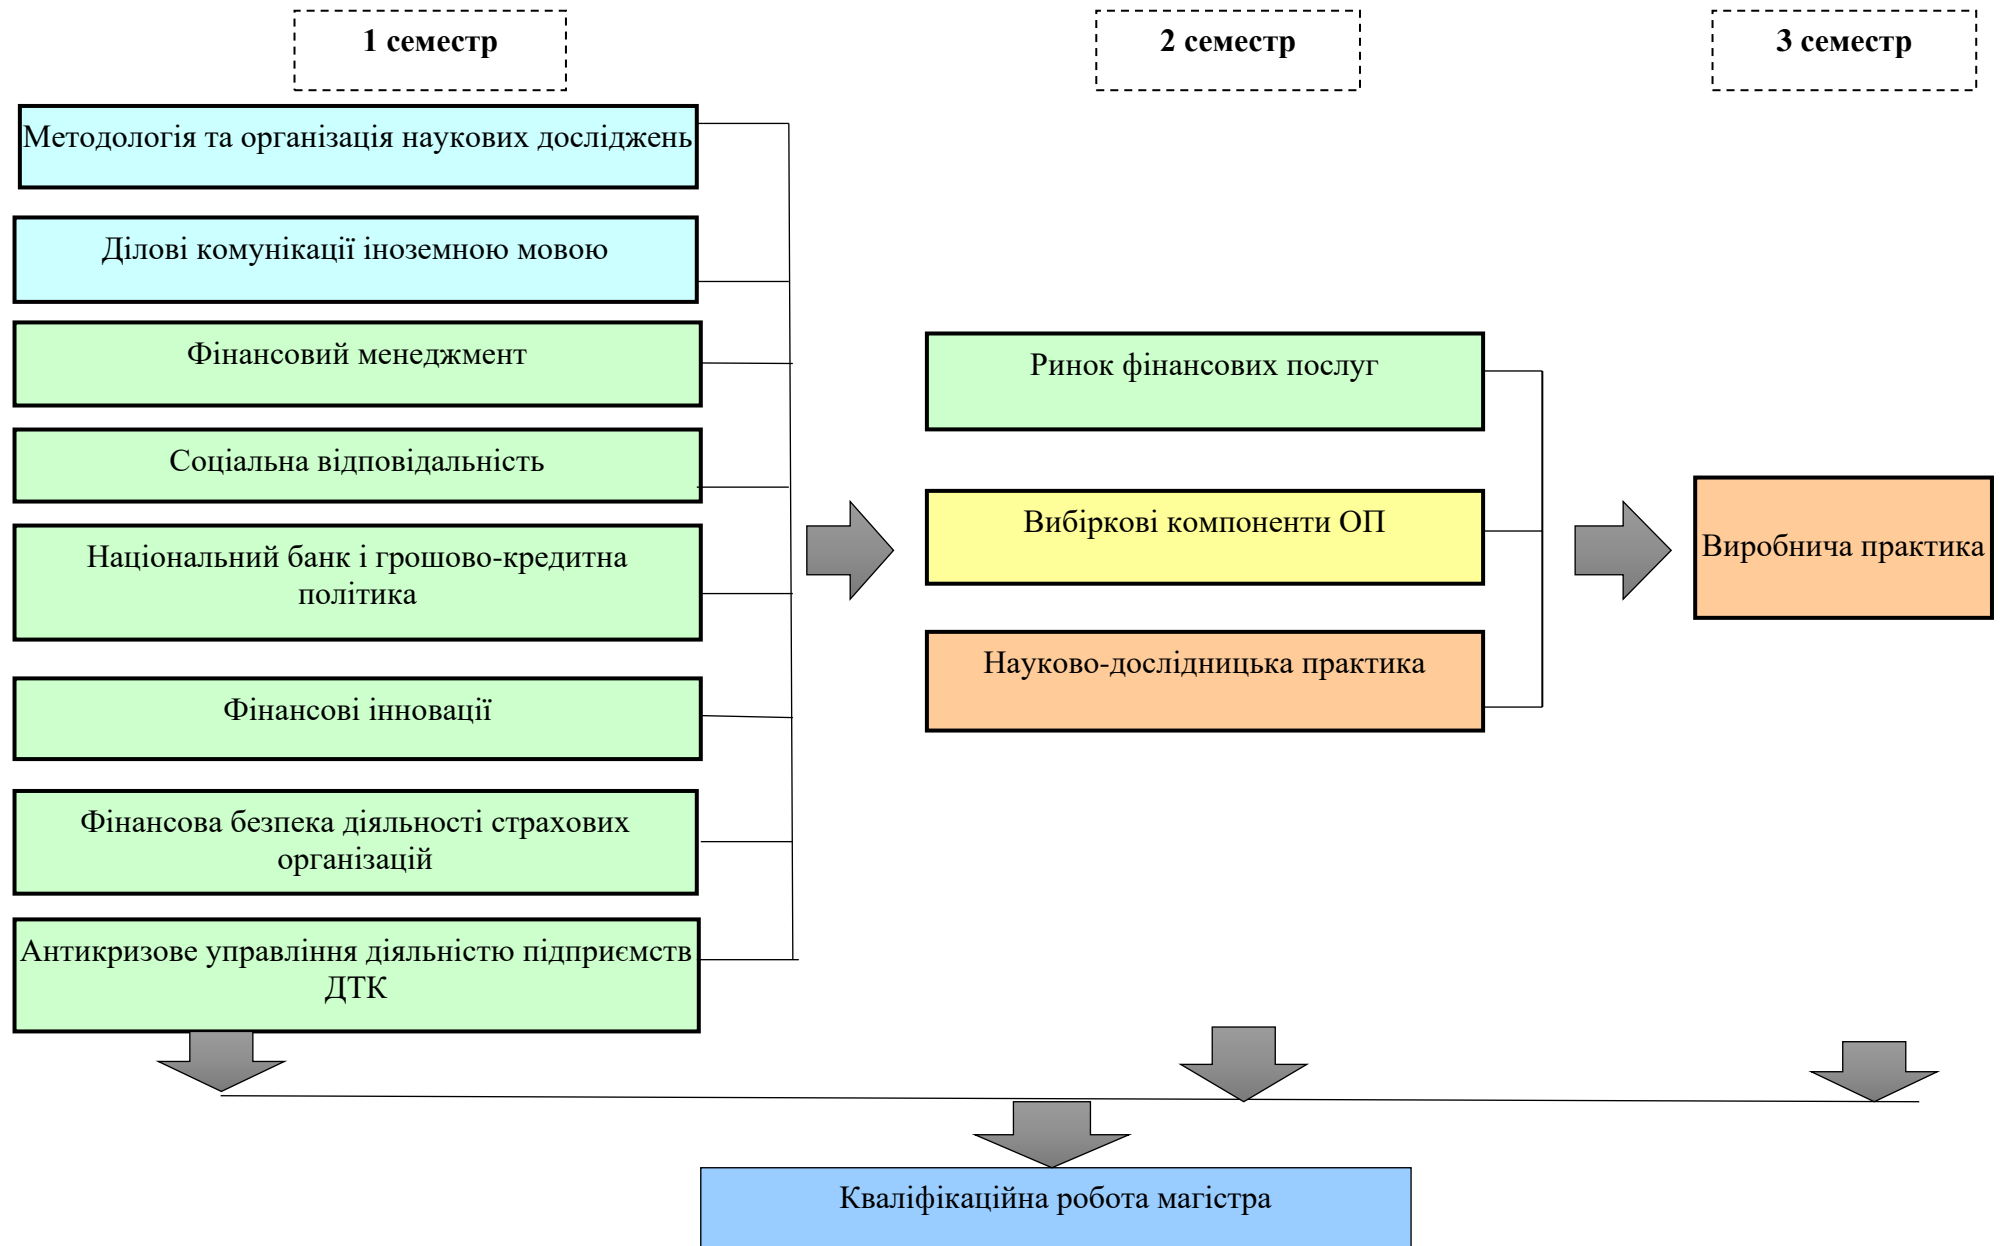 1 семестр
2 семестр
3 семестр
Методологія та організація наукових досліджень
Ділові комунікації іноземною мовою
Фінансовий менеджмент
Соціальна відповідальність
Національний банк і грошово-кредитна
політика
Фінансові інновації
Фінансова безпека діяльності страхових
організацій
Антикризове управління діяльністю підприємств
ДТК
Ринок фінансових послуг
Вибіркові компоненти ОП
Науково-дослідницька практика
Виробнича практика
Кваліфікаційна робота магістра